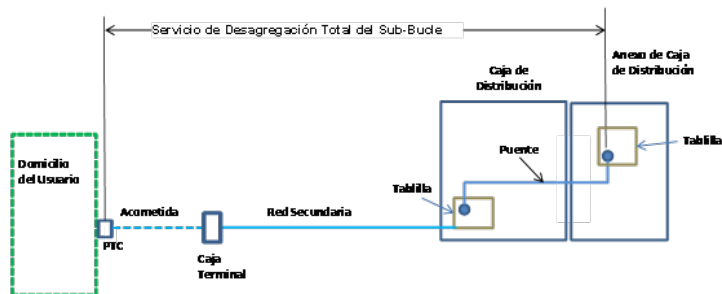 Servicio de Desagregación Total del Sub-Bucle
Anexo de Caja
de Distribución
Caja de
Distribución
Domicilio
del Usuario
Puente
Tablilla
Tablilla
Acometida
Red Secundaria
PTC
Caja
Terminal